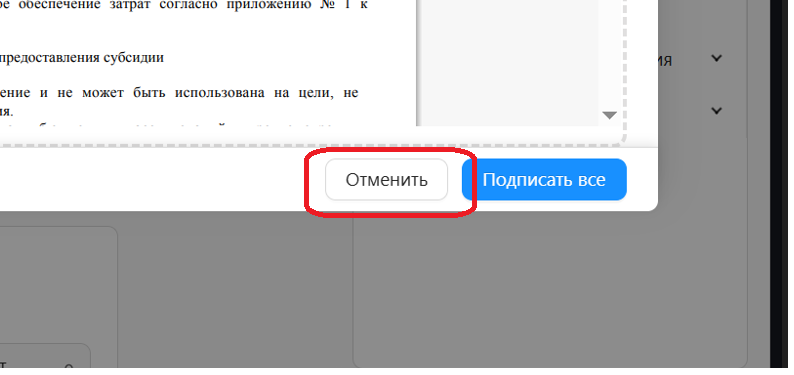 ое обеспечение затрат согласно приложению № 1 к
предоставления субсидии
ение и не может быть использована на цели, не
ия.
ия
Отменить
Подписать все